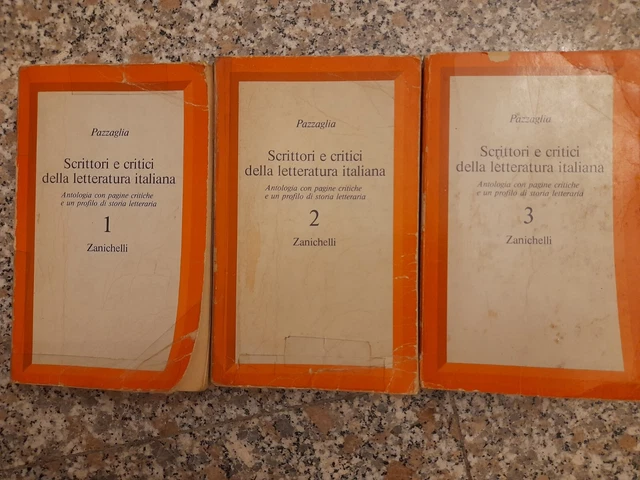 Pazzaglia
Scrittori e critici
della letteratura italiana
Antologia con pagine critiche
e un profilo di storia letteraria
1
Zanichelli
Pazzaglia
Scrittori e critici
della letteratura italiana
Antologia con pagine critiche
e un profilo di storia letteraria
2
Zanichelli
Pazzaglia
Scrittori e critici
della letteratura italiana
Antologia con pagine critiche
e un profilo di storia letteraria
3
Zanichelli